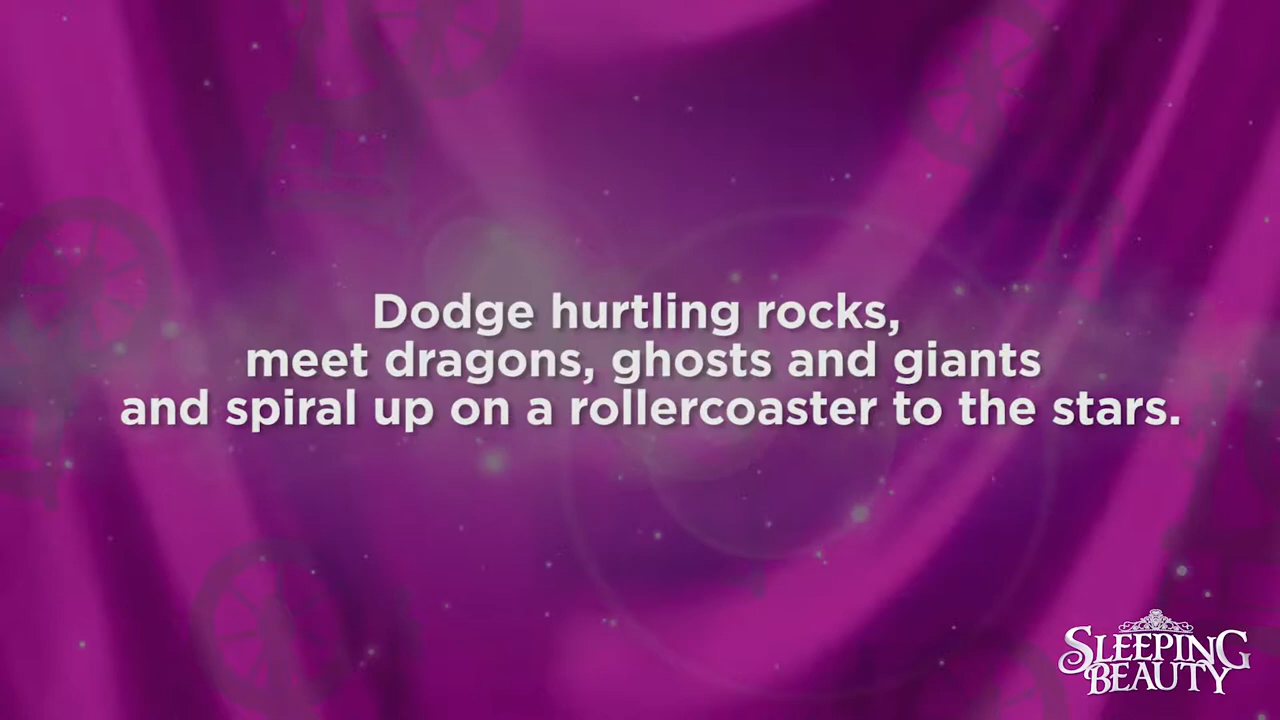 Dodge hurtling rocks,
meet dragons, ghosts and giants
and spiral up on a rollercoaster to the stars.
SLEEPING
BEAUTY